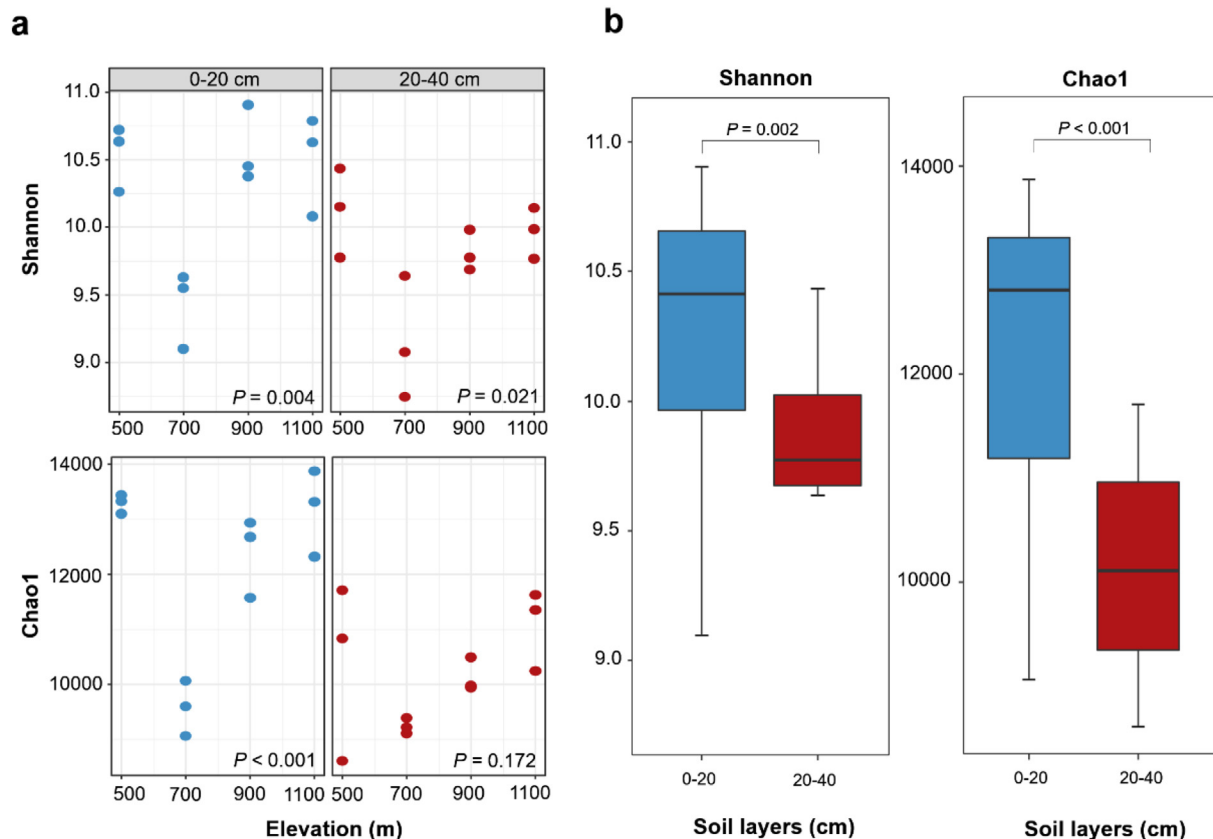 a
0-20 cm 20-40 cm
Shannon
11.0
10.5
10.0
9.5
9.0
P = 0.004 P = 0.021
500 700 900 1100 500 700 900 1100
Chao1
14000
12000
10000
P < 0.001 P = 0.172
500 700 900 1100 500 700 900 1100
Elevation (m)
b
Shannon
P = 0.002
11.0
10.5
10.0
9.5
9.0
0-20 20-40
Soil layers (cm)
Chao1
P < 0.001
14000
12000
10000
0-20 20-40
Soil layers (cm)